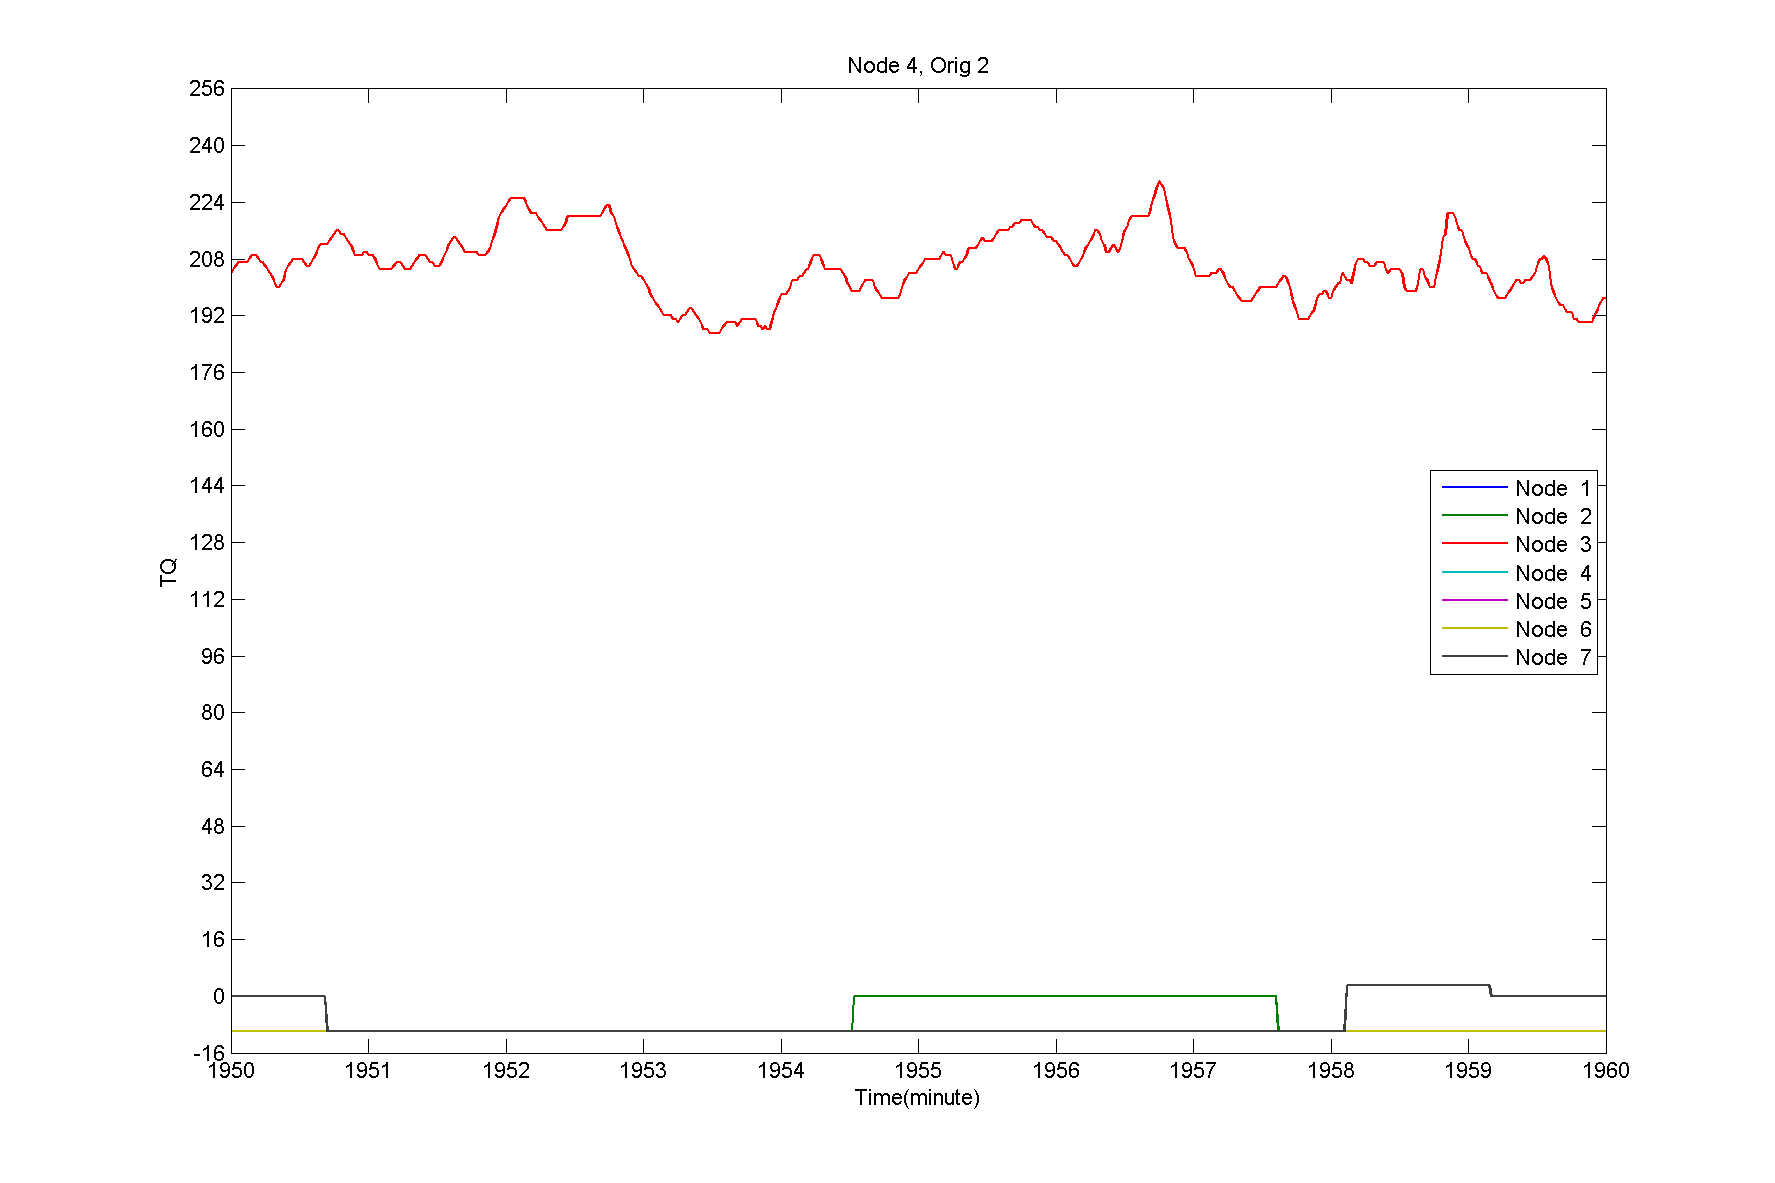 Node 4, Orig 2
256
240
224
208
192
176
160
144
128
112
96
80
64
48
32
16
0
-16
TQ
Node 1
Node 2
Node 3
Node 4
Node 5
Node 6
Node 7
1950 1951 1952 1953 1954 1955 1956 1957 1958 1959 1960
Time(minute)